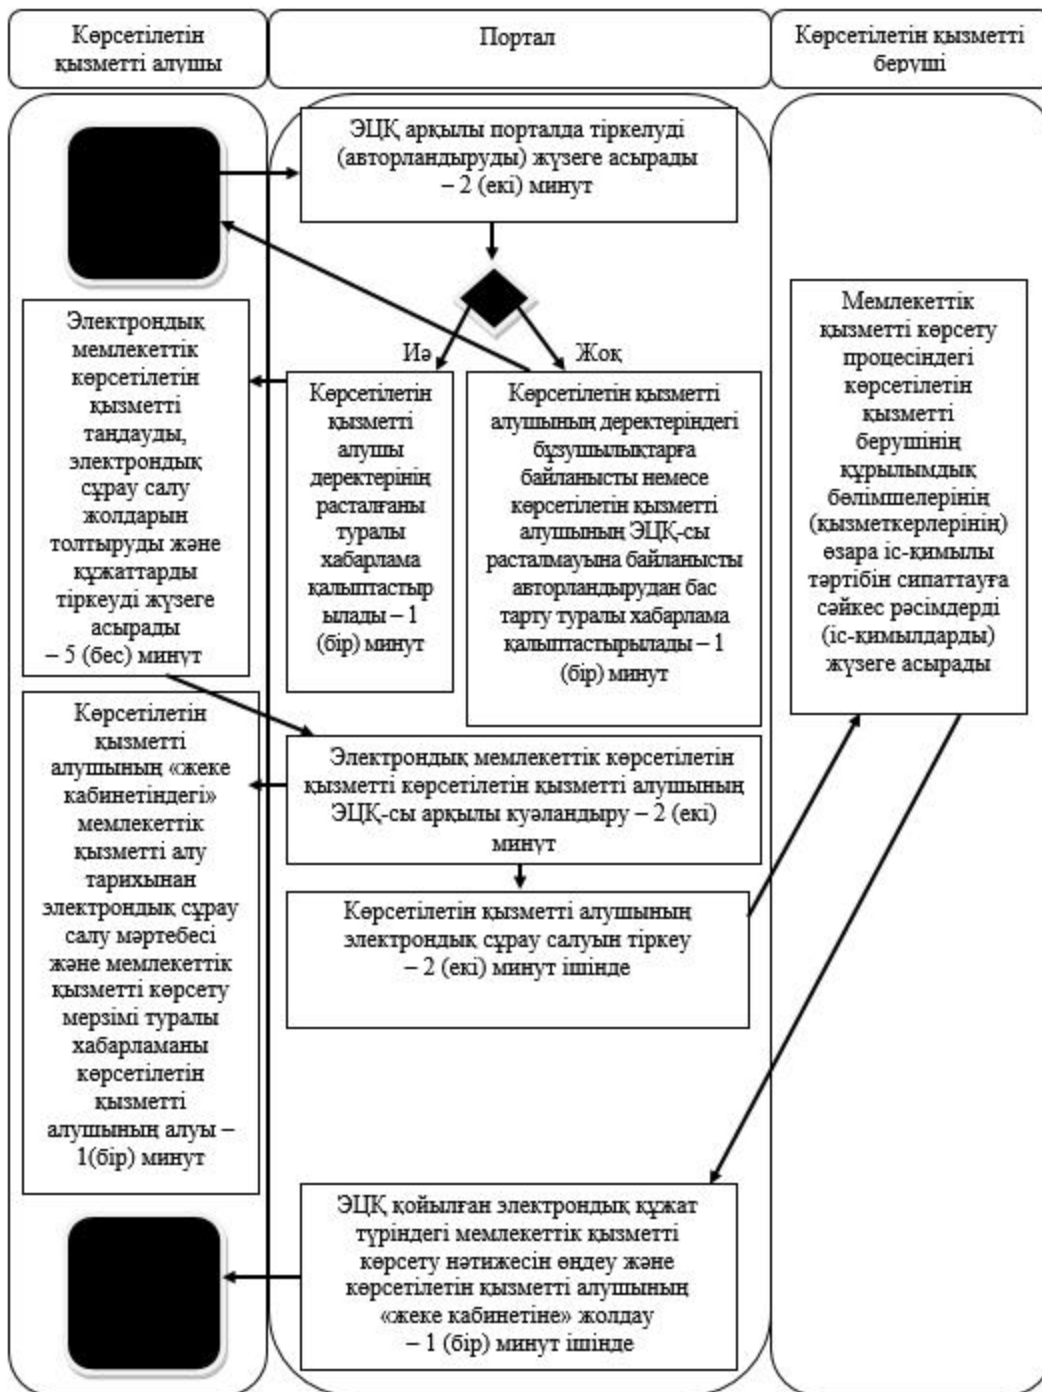 Көрсетілетін
қызметті алушы
Портал
Көрсетілетін қызметті
беруші
ЭЦҚ арқылы порталда тіркелуді
(авторландыруды) жүзеге асырады
– 2 (екі) минут
Иә
Жоқ
Электрондық
мемлекеттік
көрсетілетін
қызметті
таңдауды,
электрондық
сұрау салу
жолдарын
толтыруды және
құжаттарды
тіркеуді жүзеге
асырады
– 5 (бес) минут
Көрсетілетін
қызметті
алушы
деректерінің
расталғаны
туралы
хабарлама
қалыптастыр
ылады – 1
(бір) минут
Көрсетілетін қызметті
алушының деректеріндегі
бұзушылықтарға
байланысты немесе
көрсетілетін қызметті
алушының ЭЦҚ-сы
расталмауына байланысты
авторландырудан бас
тарту туралы хабарлама
қалыптастырылады – 1
(бір) минут
Мемлекеттік
қызметті көрсету
процесіндегі
көрсетілетін
қызметті
берушінің
құрылымдық
бөлімшелерінің
(қызметкерлерінің)
өзара іс-қимылы
тәртібін сипаттауға
сәйкес рәсімдерді
(іс-қимылдарды)
жүзеге асырады
Көрсетілетін
қызметті
алушының «жеке
кабинетіндегі»
мемлекеттік
қызметті алу
тарихынан
электрондық сұрау
салу мәртебесі
және мемлекеттік
қызметті көрсету
мерзімі туралы
хабарламаны
көрсетілетін
қызметті
алушының алуы –
1(бір) минут
Электрондық мемлекеттік көрсетілетін
қызметті көрсетілетін қызметті алушының
ЭЦҚ-сы арқылы куәландыру – 2 (екі)
минут
Көрсетілетін қызметті алушының
электрондық сұрау салуын тіркеу
– 2 (екі) минут ішінде
ЭЦҚ қойылған электрондық құжат
түріндегі мемлекеттік қызметті
көрсету нәтижесін өңдеу және
көрсетілетін қызметті алушының
«жеке кабинетіне» жолдау
– 1 (бір) минут ішінде